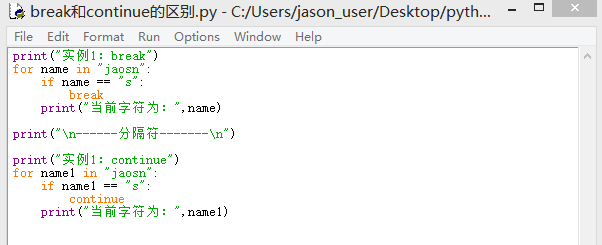 break和continue的区别.py - C:/Users/jason_user/Desktop/pyth...
File Edit Format Run Options Windows Help
print("实例1：break")
for name in "jaosn":
    if name == "s":
        break
    print("当前字符为：",name)
print("\n------分隔符-------\n")
print("实例1：continue")
for name1 in "jaosn":
    if name1 == "s":
        continue
    print("当前字符为：",name1)